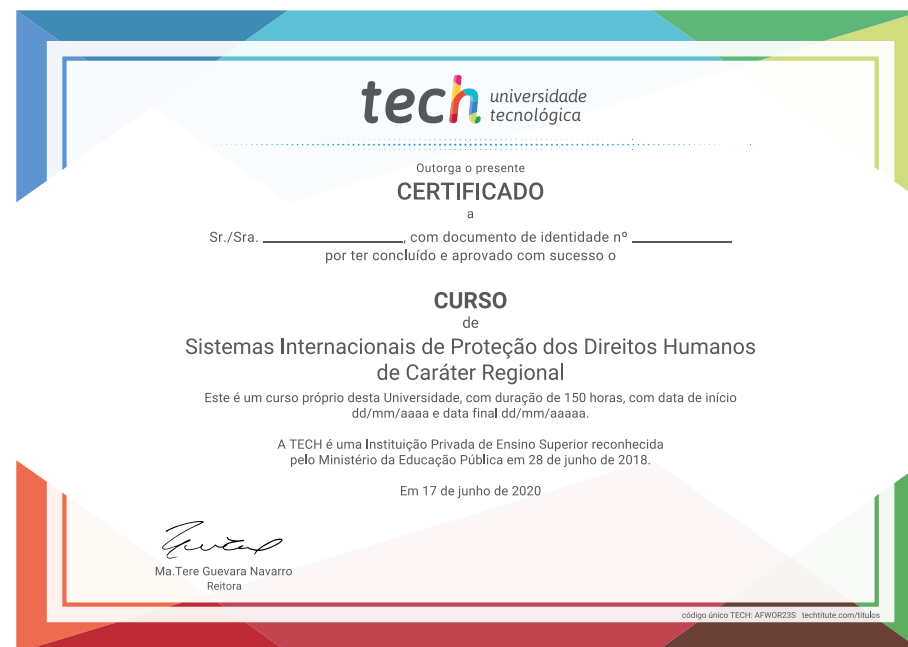 tech universidade
tecnológica
Outorga o presente
CERTIFICADO
a
Sr./Sra. ____________, com documento de identidade nº ____________
por ter concluído e aprovado com sucesso o
CURSO
de
Sistemas Internacionais de Proteção dos Direitos Humanos
de Caráter Regional
Este é um curso próprio desta Universidade, com duração de 150 horas, com data de início
dd/mm/aaaa e data final dd/mm/aaaaa.
A TECH é uma Instituição Privada de Ensino Superior reconhecida
pelo Ministério da Educação Pública em 28 de junho de 2018.
Em 17 de junho de 2020
Ma.Tere Guevara Navarro
Reitora
código único TECH: AFWOR23S techtitute.com/titulos